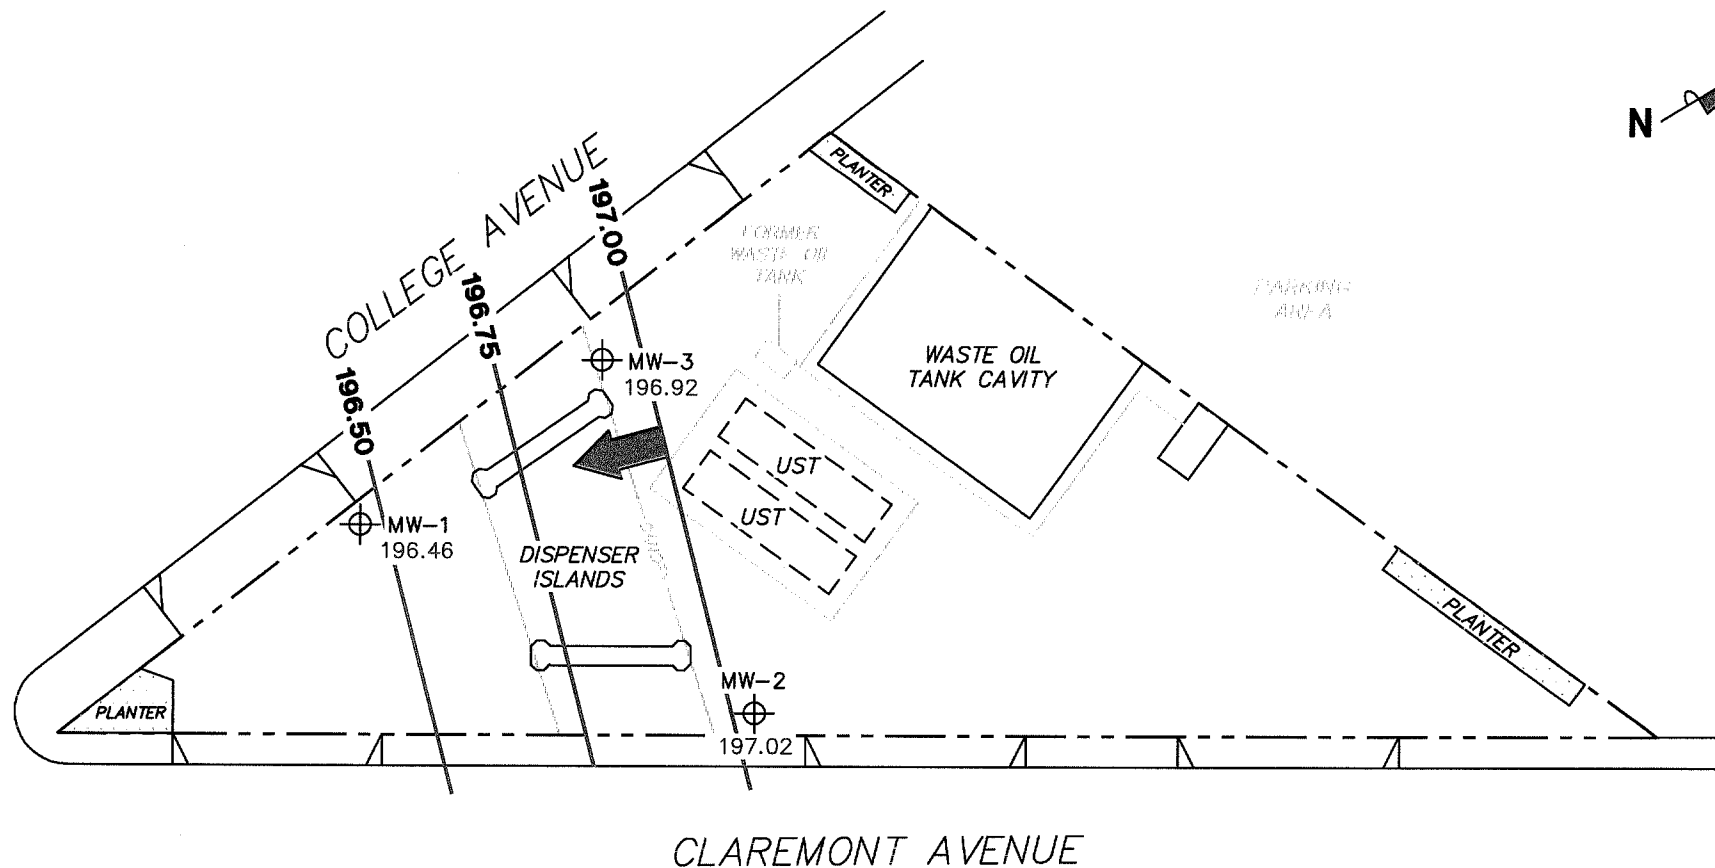 N
COLLEGE AVENUE
197.00
196.75
196.50
PLANTER
FORMER
WASTE OIL
TANK
PARKING
AREA
WASTE OIL
TANK CAVITY
MW-3
196.92
UST
UST
MW-1
196.46
DISPENSER
ISLANDS
PLANTER
MW-2
197.02
PLANTER
CLAREMONT AVENUE